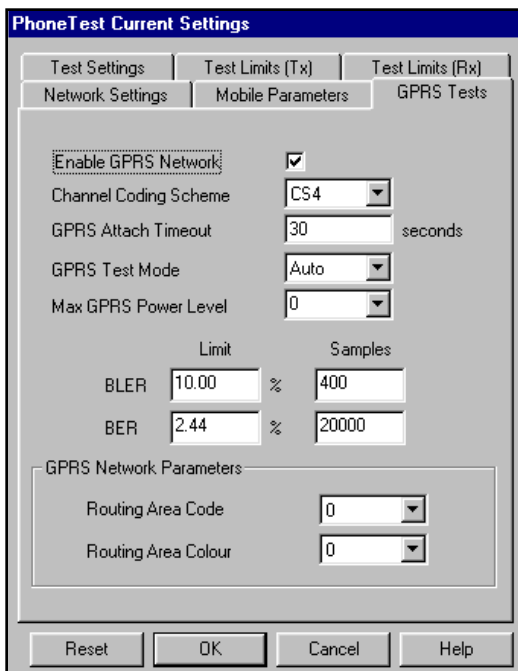 PhoneTest Current Settings
Test Settings Test Limits (Tx) Test Limits (Rx)
Network Settings Mobile Parameters GPRS Tests
Enable GPRS Network
Channel Coding Scheme CS4
GPRS Attach Timeout 30 seconds
GPRS Test Mode Auto
Max GPRS Power Level 0
Limit Samples
BLER 10.00 % 400
BER 2.44 % 20000
GPRS Network Parameters
Routing Area Code 0
Routing Area Colour 0
Reset OK Cancel Help